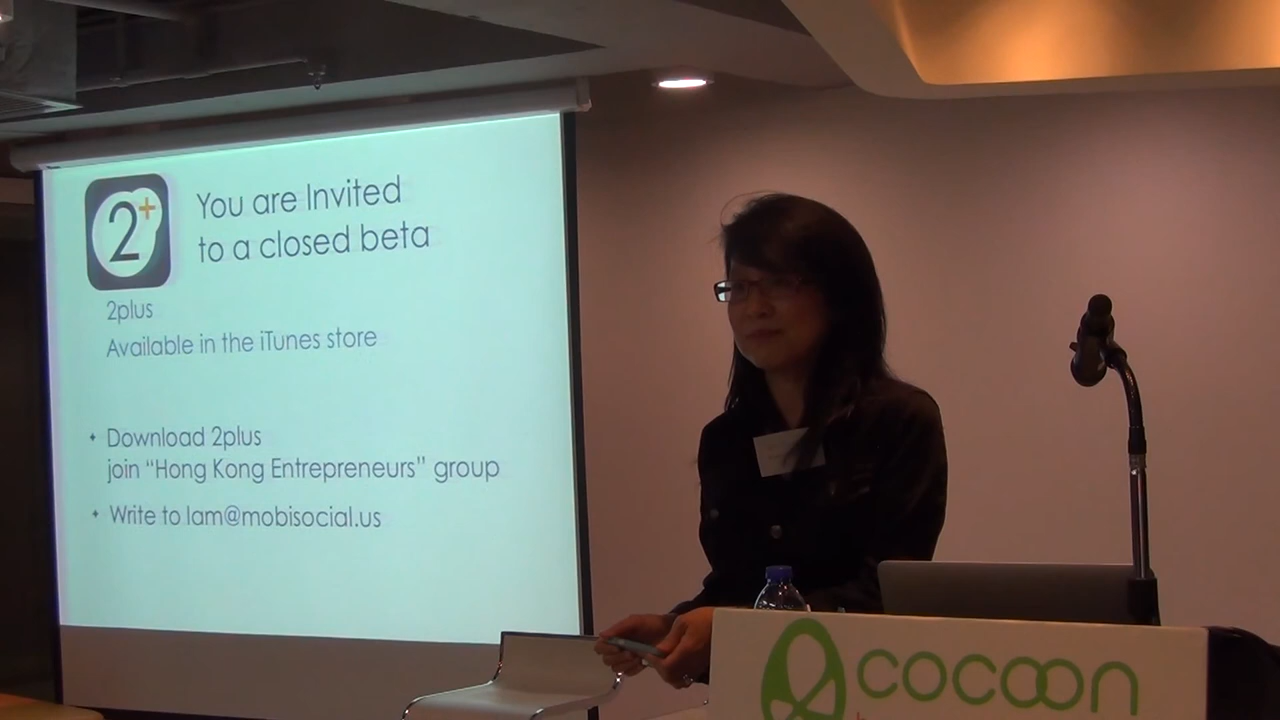 2+
You are Invited
to a closed beta
2plus
Available in the iTunes store
Download 2plus
join “Hong Kong Entrepreneurs” group
Write to lam@mobisocial.us
cocoon